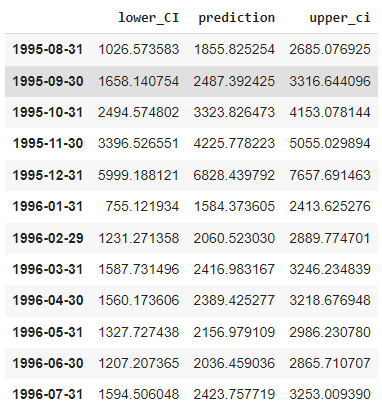 lower_CI prediction upper_ci
1995-08-31 1026.573583 1855.825254 2685.076925
1995-09-30 1658.140754 2487.392425 3316.644096
1995-10-31 2494.574802 3323.826473 4153.078144
1995-11-30 3396.526551 4225.778223 5055.029894
1995-12-31 5999.188121 6828.439792 7657.691463
1996-01-31 755.121934 1584.373605 2413.625276
1996-02-29 1231.271358 2060.523030 2889.774701
1996-03-31 1587.731496 2416.983167 3246.234839
1996-04-30 1560.173606 2389.425277 3218.676948
1996-05-31 1327.727438 2156.979109 2986.230780
1996-06-30 1207.207365 2036.459036 2865.710707
1996-07-31 1594.506048 2423.757719 3253.009390